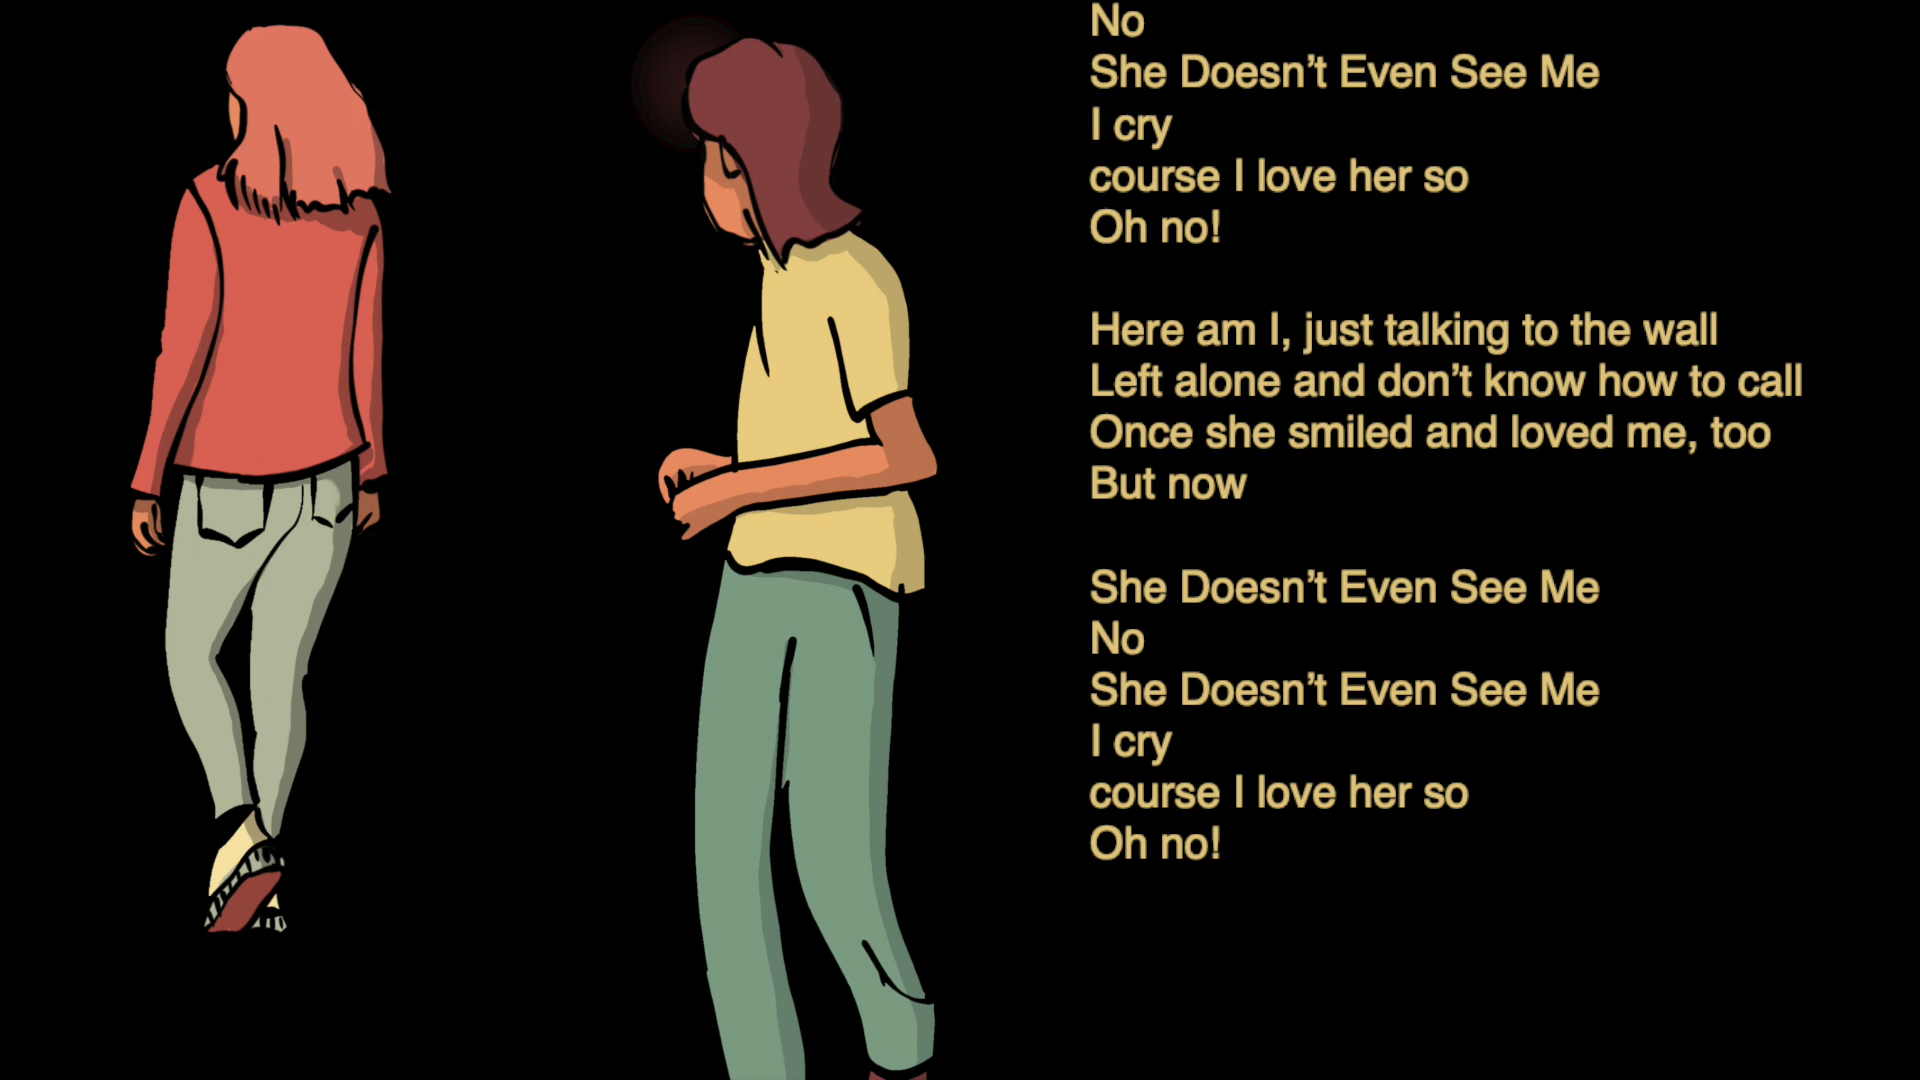 No
She Doesn’t Even See Me
I cry
course I love her so
Oh no!
Here am I, just talking to the wall
Left alone and don’t know how to call
Once she smiled and loved me, too
But now
She Doesn’t Even See Me
No
She Doesn’t Even See Me
I cry
course I love her so
Oh no!